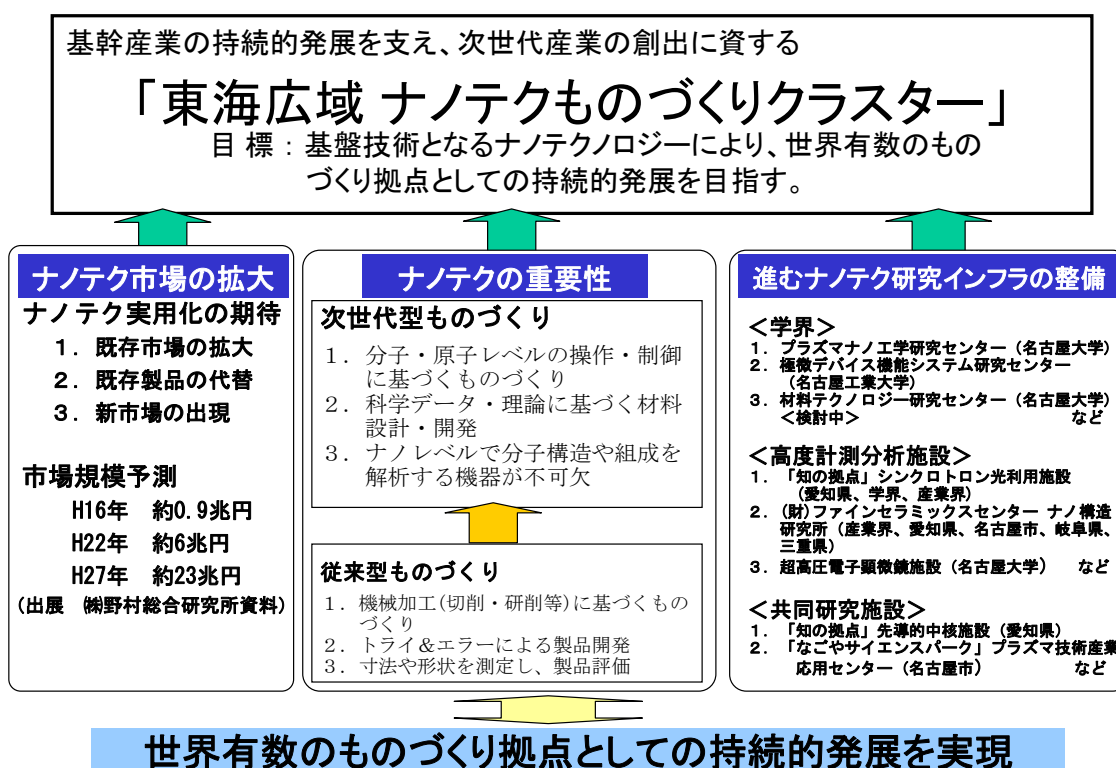 基幹産業の持続的発展を支え、次世代産業の創出に資する
「東海広域 ナノテクものづくりクラスター」
目 標 ： 基盤技術となるナノテクノロジーにより、世界有数のもの
づくり拠点としての持続的発展を目指す。
ナノテク市場の拡大
ナノテク実用化の期待
１．既存市場の拡大
２．既存製品の代替
３．新市場の出現
市場規模予測
H16年　約0.9兆円
H22年　約6兆円
H27年　約23兆円
(出展　㈱野村総合研究所資料)
ナノテクの重要性
次世代型ものづくり
１．分子・原子レベルの操作・制御
に基づくものづくり
２．科学データ・理論に基づく材料
設計・開発
３．ナノレベルで分子構造や組成を
解析する機器が不可欠
従来型ものづくり
１．機械加工(切削・研削等)に基づくもの
づくり
２．トライ&エラーによる製品開発
３．寸法や形状を測定し、製品評価
進むナノテク研究インフラの整備
＜学界＞
１．プラズマナノ工学研究センター（名古屋大学）
２．極微デバイス機能システム研究センター
（名古屋工業大学）
３．材料テクノロジー研究センター（名古屋大学）
＜検討中＞　　など
＜高度計測分析施設＞
１．「知の拠点」シンクロトロン光利用施設
（愛知県、学界、産業界）
２．(財)ファインセラミックスセンター ナノ構造
研究所（産業界、愛知県、名古屋市、岐阜県、
三重県）
３．超高圧電子顕微鏡施設（名古屋大学）　など
＜共同研究施設＞
１．「知の拠点」先導的中核施設（愛知県）
２．「なごやサイエンスパーク」プラズマ技術産業
応用センター（名古屋市）　など
世界有数のものづくり拠点としての持続的発展を実現